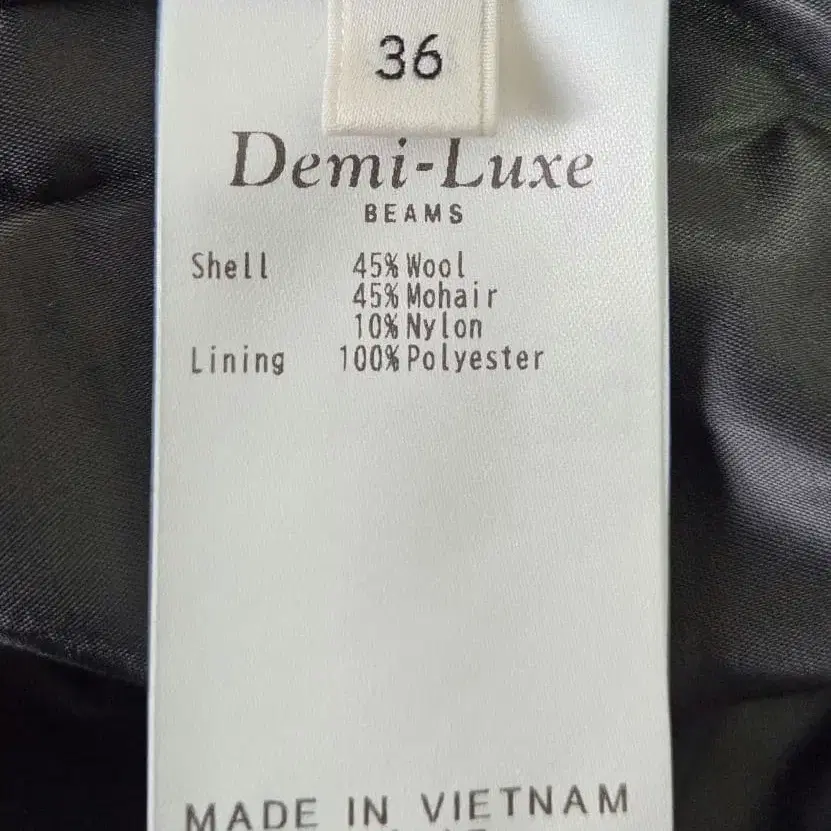 36
Demi-Luxe
BEAMS
Shell 45% Wool
45% Mohair
10% Nylon
Lining 100% Polyester
MADE IN VIETNAM